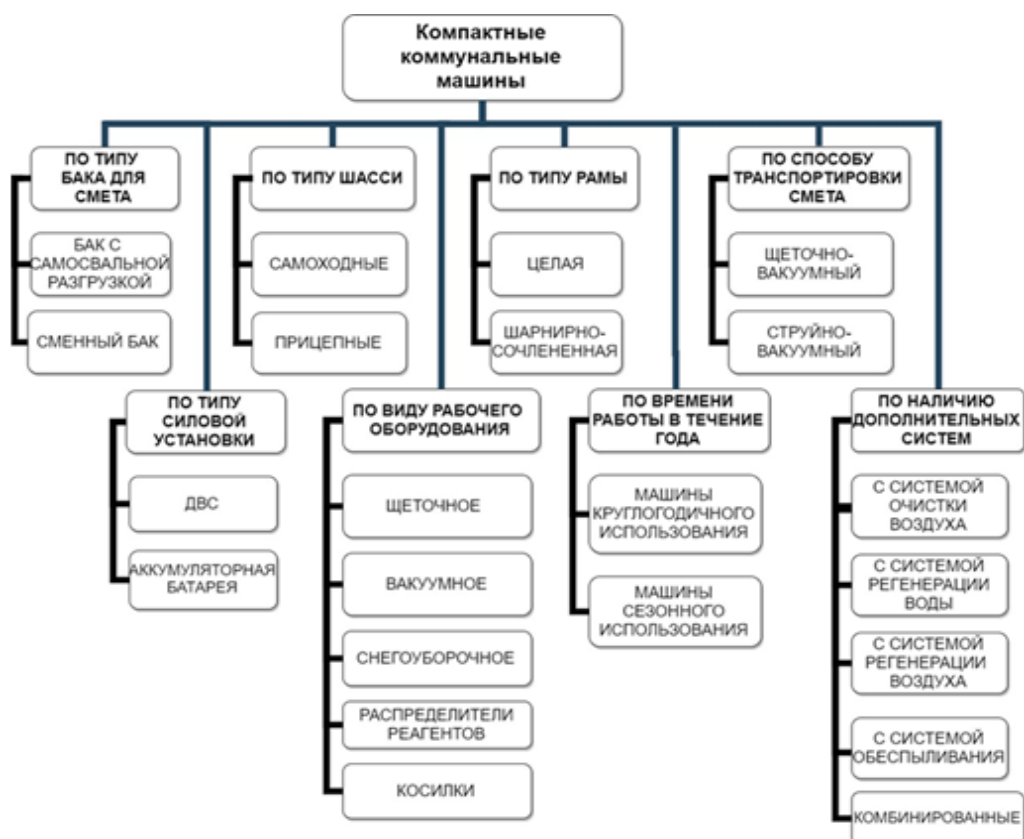 Компактные
коммунальные
машины
ПО ТИПУ
БАКА ДЛЯ
СМЕТА
БАК С
САМОСВАЛЬНОЙ
РАЗГРУЗКОЙ
СМЕННЫЙ БАК
ПО ТИПУ ШАССИ
САМОХОДНЫЕ
ПРИЦЕПНЫЕ
ПО ТИПУ РАМЫ
ЦЕЛАЯ
ШАРНИРНО-
СОЧЛЕНЕННАЯ
ПО СПОСОБУ
ТРАНСПОРТИРОВКИ
СМЕТА
ЩЕТОЧНО-
ВАКУУМНЫЙ
СТРУЙНО-
ВАКУУМНЫЙ
ПО ТИПУ
СИЛОВОЙ
УСТАНОВКИ
ДВС
АККУМУЛЯТОРНАЯ
БАТАРЕЯ
ПО ВИДУ РАБОЧЕГО
ОБОРУДОВАНИЯ
ЩЕТОЧНОЕ
ВАКУУМНОЕ
СНЕГОУБОРОЧНОЕ
РАСПРЕДЕЛИТЕЛИ
РЕАГЕНТОВ
КОСИЛКИ
ПО ВРЕМЕНИ
РАБОТЫ В ТЕЧЕНИЕ
ГОДА
МАШИНЫ
КРУГЛОГОДИЧНОГО
ИСПОЛЬЗОВАНИЯ
МАШИНЫ
СЕЗОННОГО
ИСПОЛЬЗОВАНИЯ
ПО НАЛИЧИЮ
ДОПОЛНИТЕЛЬНЫХ
СИСТЕМ
С СИСТЕМОЙ
ОЧИСТКИ
ВОЗДУХА
С СИСТЕМОЙ
РЕГЕНЕРАЦИИ
ВОДЫ
С СИСТЕМОЙ
РЕГЕНЕРАЦИИ
ВОЗДУХА
С СИСТЕМОЙ
ОБЕСПЫЛИВАНИЯ
КОМБИНИРОВАННЫЕ